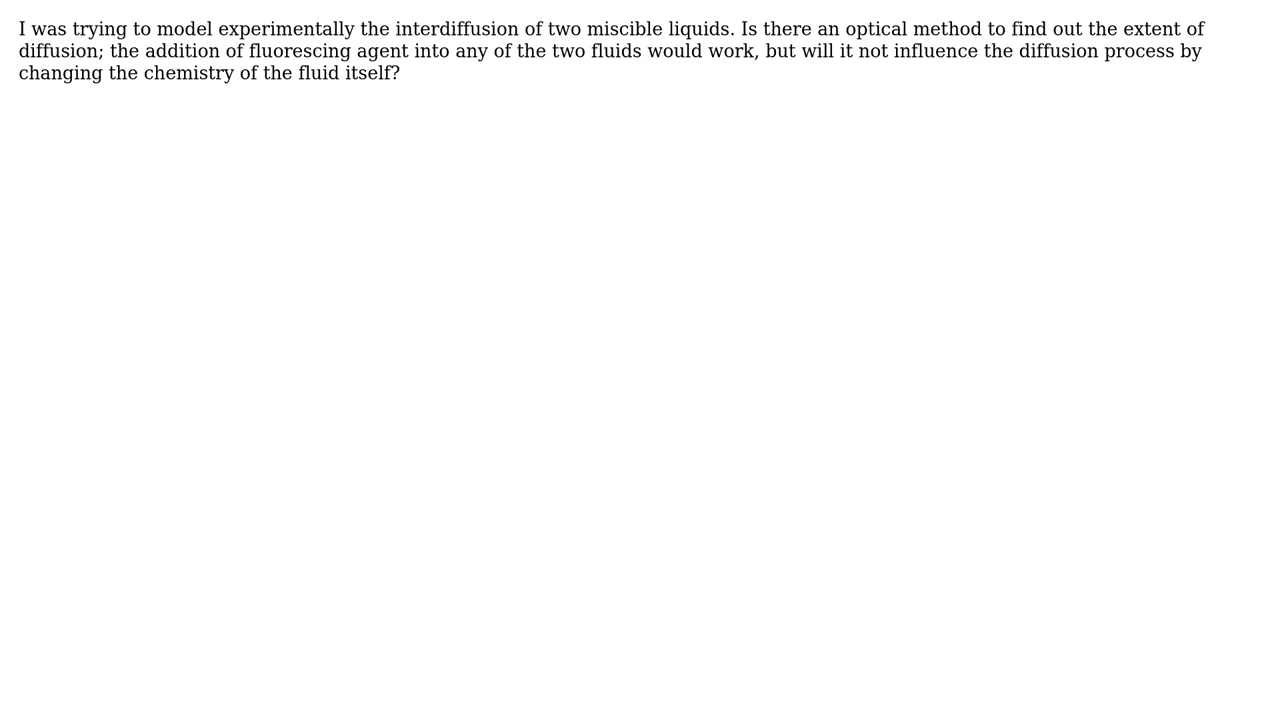 I was trying to model experimentally the interdiffusion of two miscible liquids. Is there an optical method to find out the extent of
diffusion; the addition of fluorescing agent into any of the two fluids would work, but will it not influence the diffusion process by
changing the chemistry of the fluid itself?